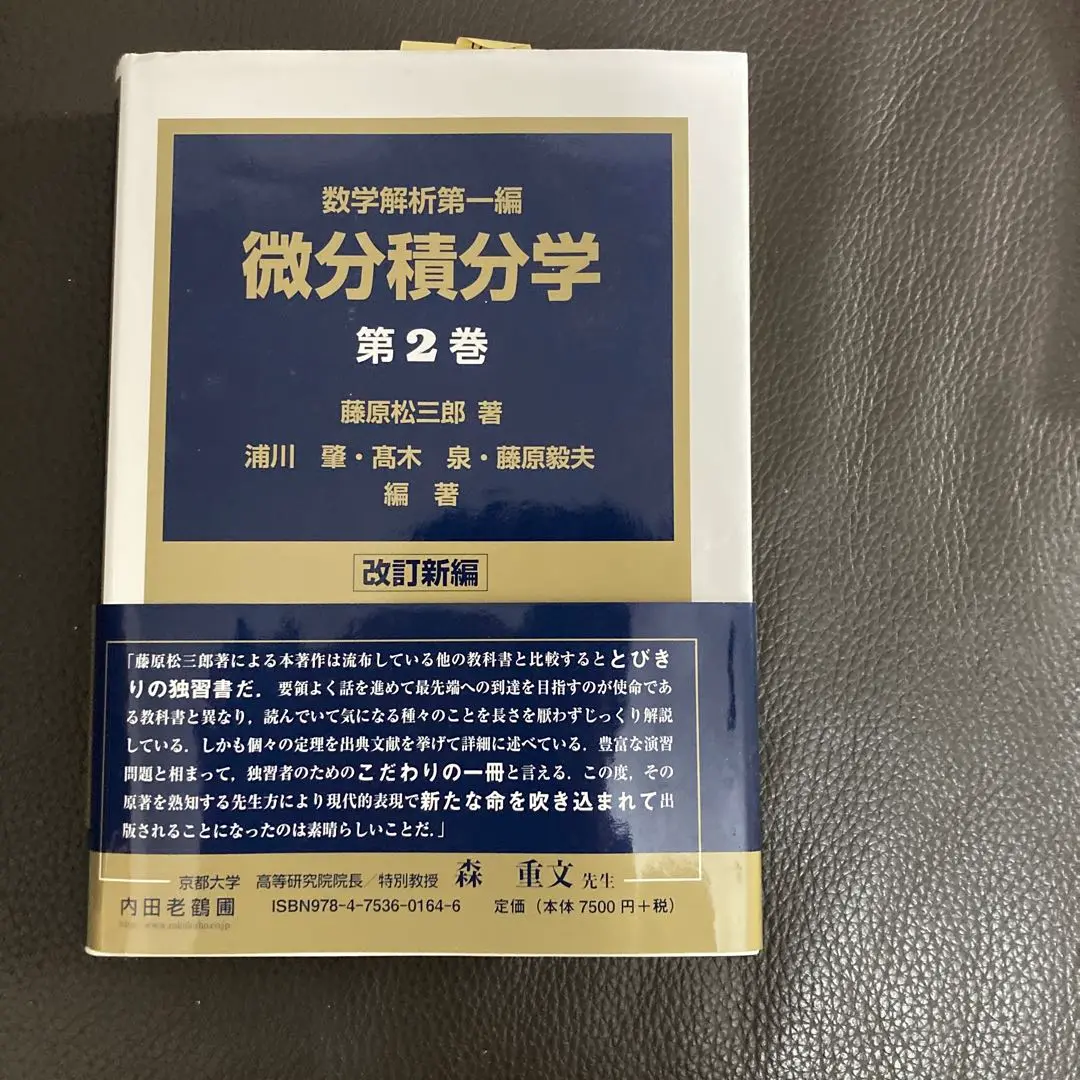 数学解析第一編
微分積分学
第2巻
藤原松三郎 著
浦川 肇・髙木 泉・藤原毅夫
編 著
改訂新編
「藤原松三郎著による本著作は流布している他の教科書と比較するととびき
りの独習書だ．要領よく話を進めて最先端への到達を目指すのが使命であ
る教科書と異なり，読んでいて気になる種々のことを長さを厭わずじっくり解説
している．しかも個々の定理を出典文献を挙げて詳細に述べている．豊富な演習
問題と相まって，独習者のためのこだわりの一冊と言える．この度，その
原著を熟知する先生方により現代的表現で新たな命を吹き込まれて出
版されることになったのは素晴らしいことだ．」
京都大学 高等研究院院長／特別教授 森 重文 先生
内田老鶴圃 ISBN978-4-7536-0164-6 定価（本体7500円＋税）